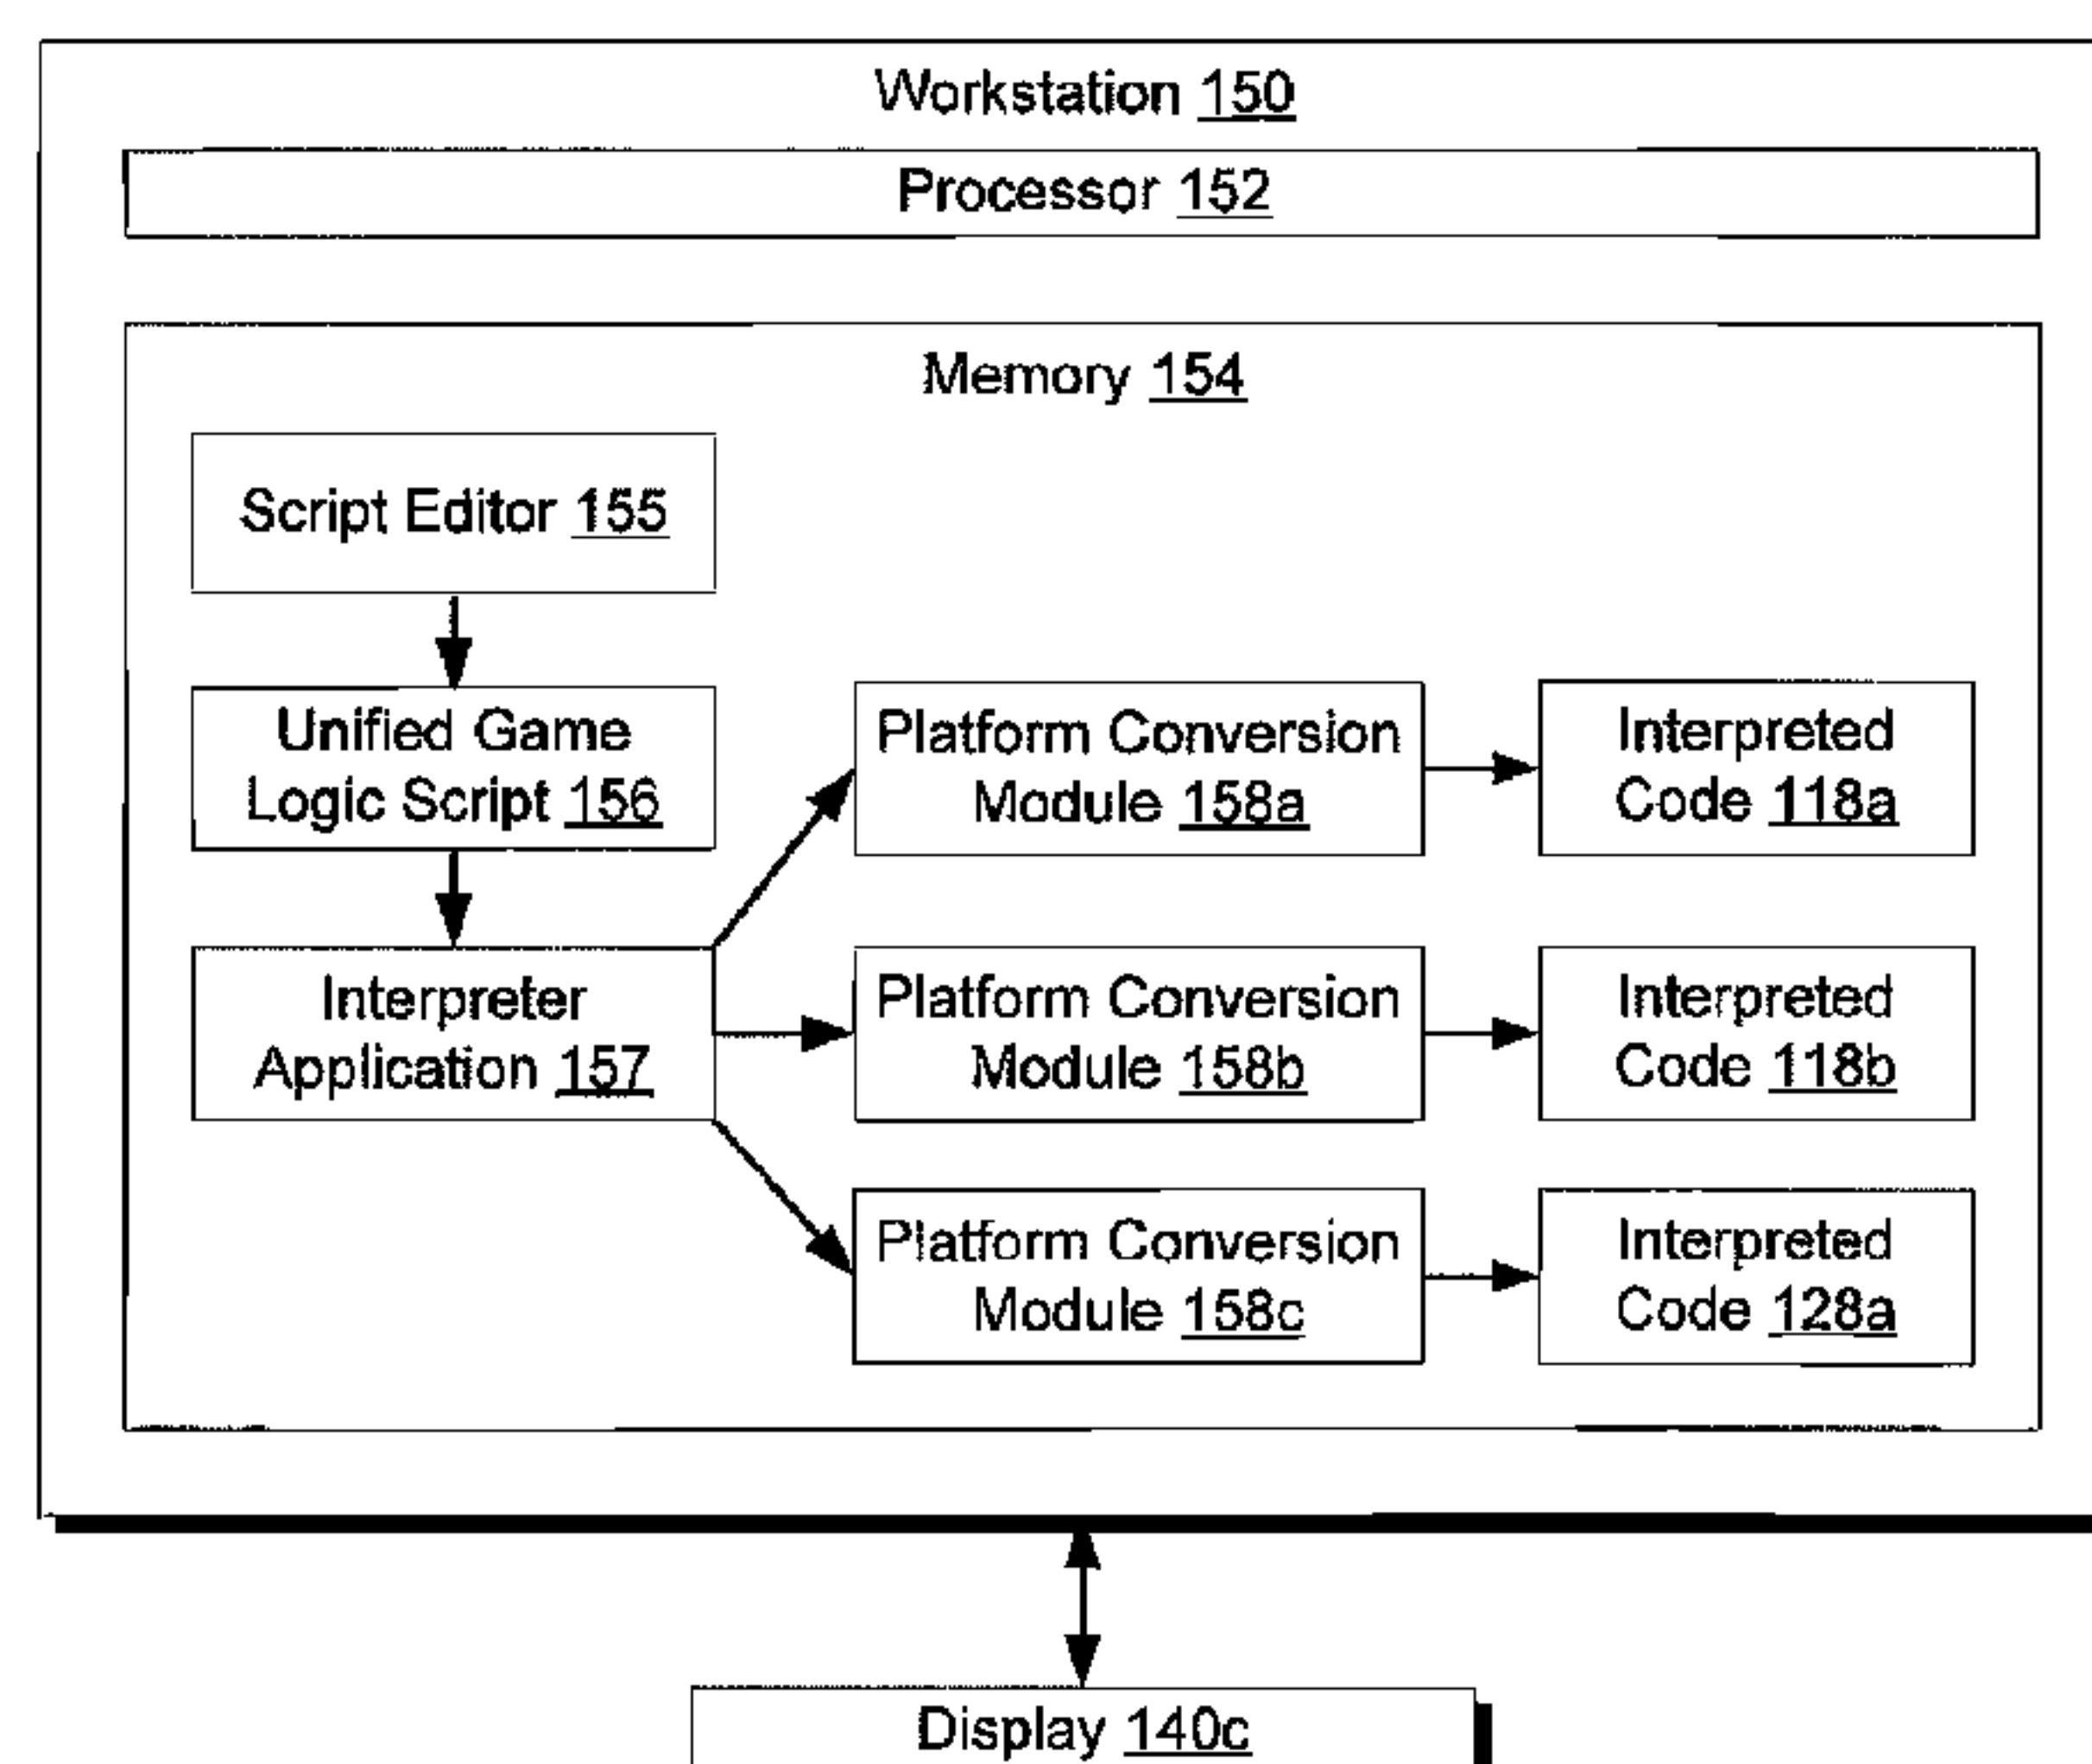 Workstation 150
Processor 152
Memory 154
Script Editor 155
Unified Game
Logic Script 156
Platform Conversion
Module 158a
Interpreted
Code 118a
Interpreter
Application 157
Platform Conversion
Module 158b
Interpreted
Code 118b
Platform Conversion
Module 158c
Interpreted
Code 128a
Display 140c